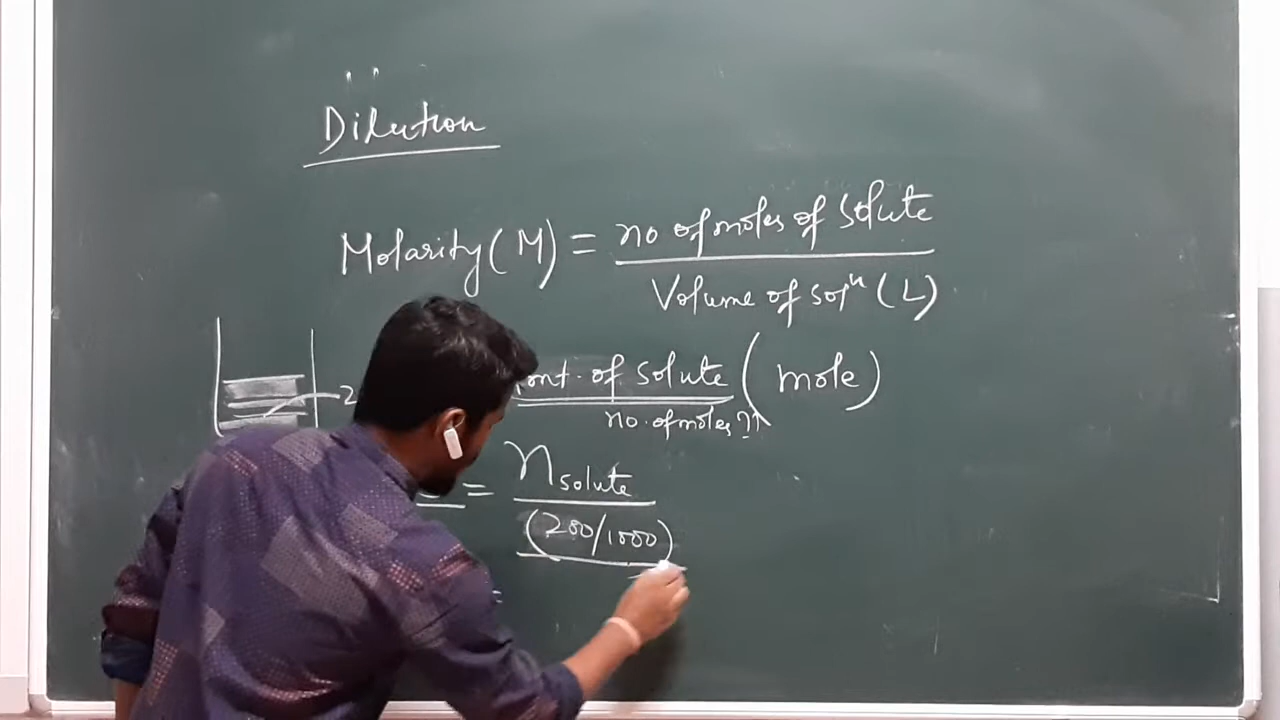 Dilution
Molarity (M) = no of moles of solute
Volume of solⁿ (L)
of solute (mole)
no. of moles??
2
= n solute
(200/1000)